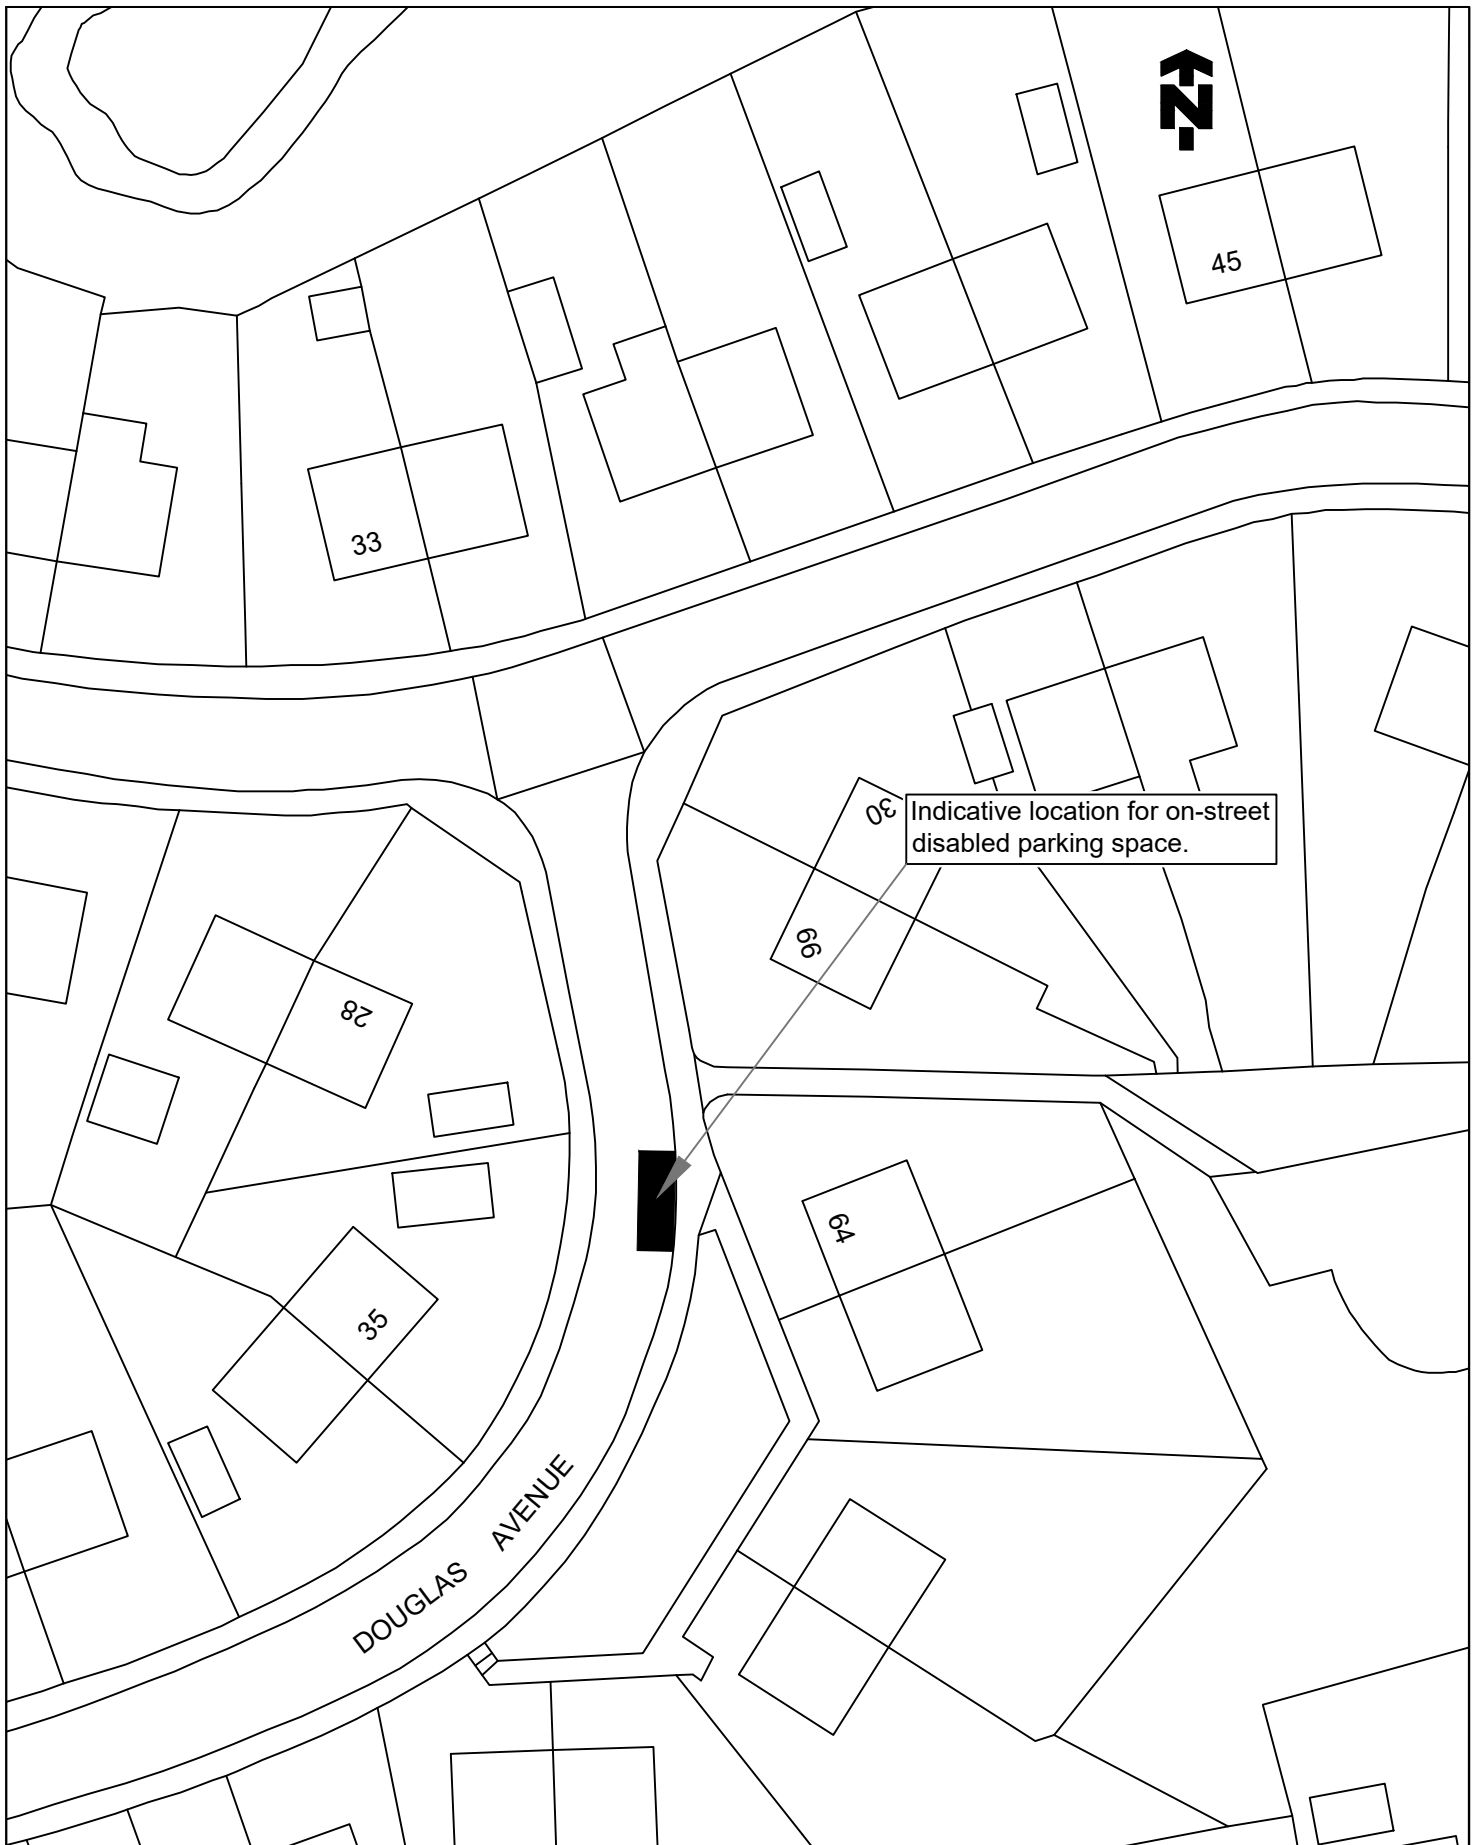 N
45
33
30
Indicative location for on-street
disabled parking space.
66
28
64
35
DOUGLAS AVENUE